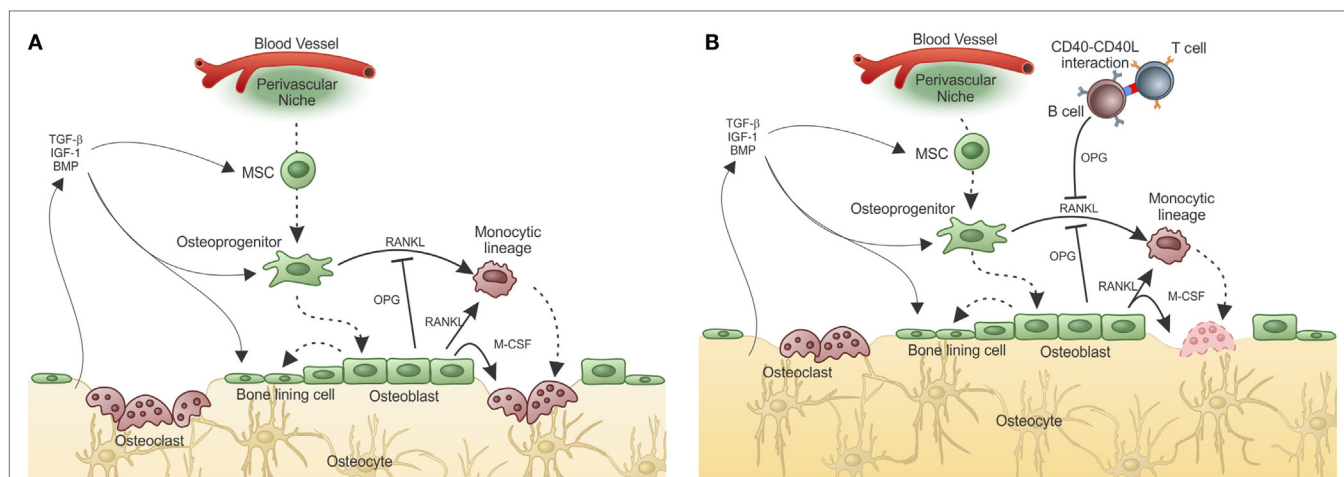 A
Blood Vessel
Perivascular
Niche
TGF-β
IGF-1
BMP
MSC
Osteoprogenitor
RANKL
Monocytic
lineage
OPG
RANKL
M-CSF
Bone lining cell
Osteoblast
Osteoclast
Osteocyte
B
Blood Vessel
Perivascular
Niche
CD40-CD40L
interaction
T cell
B cell
TGF-β
IGF-1
BMP
MSC
OPG
Osteoprogenitor
RANKL
Monocytic
lineage
OPG
RANKL
M-CSF
Bone lining cell
Osteoblast
Osteoclast
Osteocyte